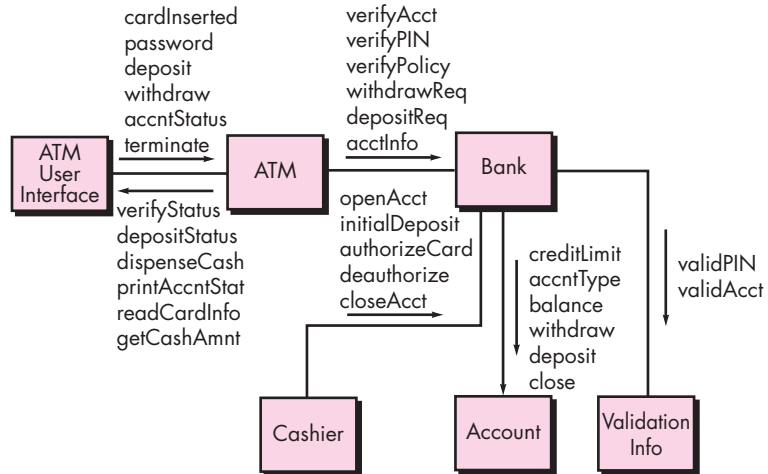 cardInserted
password
deposit
withdraw
accntStatus
terminate
verifyAcct
verifyPIN
verifyPolicy
withdrawReq
depositReq
acctInfo
ATM
User
Interface
ATM
Bank
verifyStatus
depositStatus
dispenseCash
printAccntStat
readCardInfo
getCashAmnt
openAcct
initialDeposit
authorizeCard
deauthorize
closeAcct
creditLimit
accntType
balance
withdraw
deposit
close
validPIN
validAcct
Cashier
Account
Validation
Info